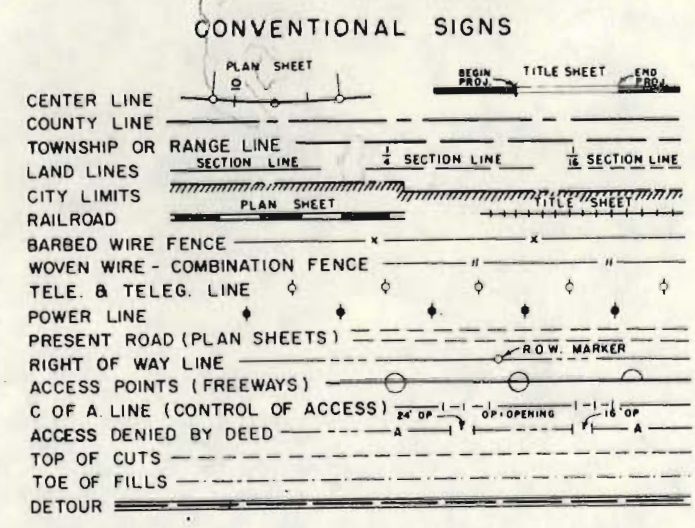 CONVENTIONAL SIGNS
PLAN SHEET
BEGIN PROJ. TITLE SHEET END PROJ.
10
CENTER LINE
COUNTY LINE
TOWNSHIP OR RANGE LINE
LAND LINES SECTION LINE 1/4 SECTION LINE 1/16 SECTION LINE
CITY LIMITS
RAILROAD PLAN SHEET TITLE SHEET
BARBED WIRE FENCE x x
WOVEN WIRE - COMBINATION FENCE " "
TELE. & TELEG. LINE
POWER LINE
PRESENT ROAD (PLAN SHEETS)
RIGHT OF WAY LINE R.O.W. MARKER
ACCESS POINTS (FREEWAYS)
C OF A. LINE (CONTROL OF ACCESS) 24' OP OP=OPENING 16' OP
ACCESS DENIED BY DEED A A
TOP OF CUTS
TOE OF FILLS
DETOUR